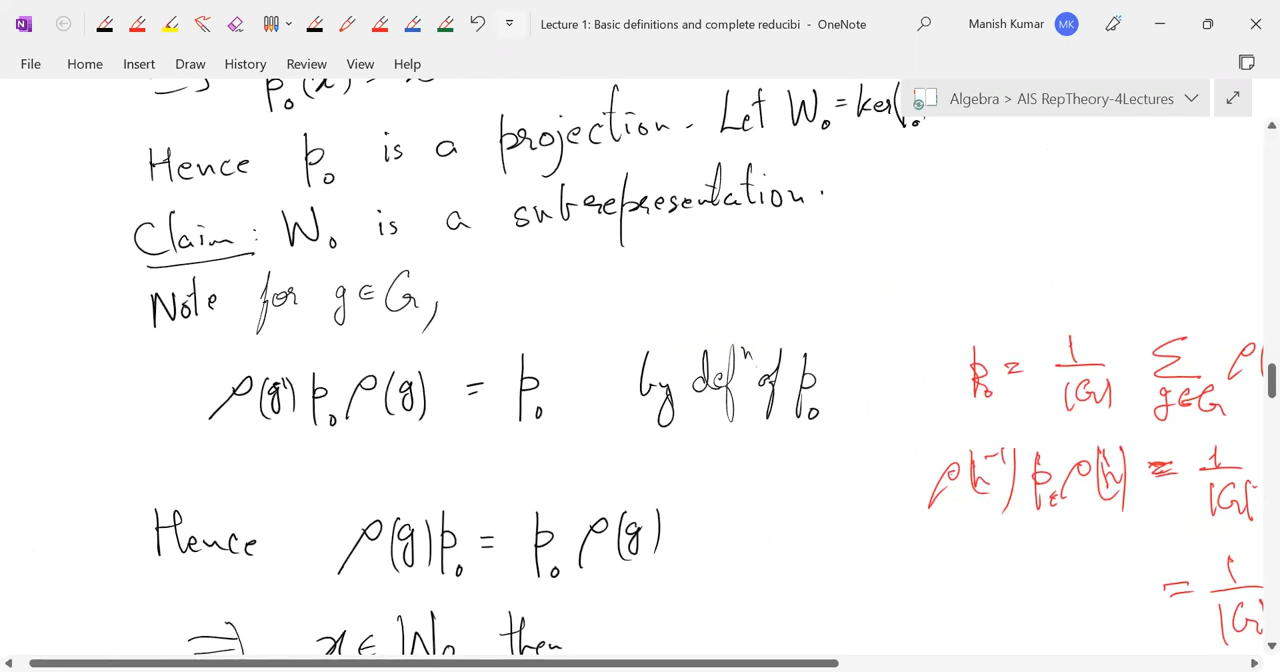 Lecture 1: Basic definitions and complete reducibi - OneNote
Manish Kumar
MK
File Home Insert Draw History Review View Help
Algebra > AIS RepTheory-4Lectures
Hence p₀ is a projection. Let W₀ = ker(p₀
Claim: W₀ is a subrepresentation.
Note for g ∈ G,
ρ(g⁻¹) p₀ ρ(g) = p₀ by defⁿ of p₀
Hence ρ(g) p₀ = p₀ ρ(g)
⇒ x ∈ W₀ then
p₀ = 1/|G| Σ g∈G ρ(
ρ(h⁻¹) p₀ ρ(h) = 1/|G|
= 1/|G|